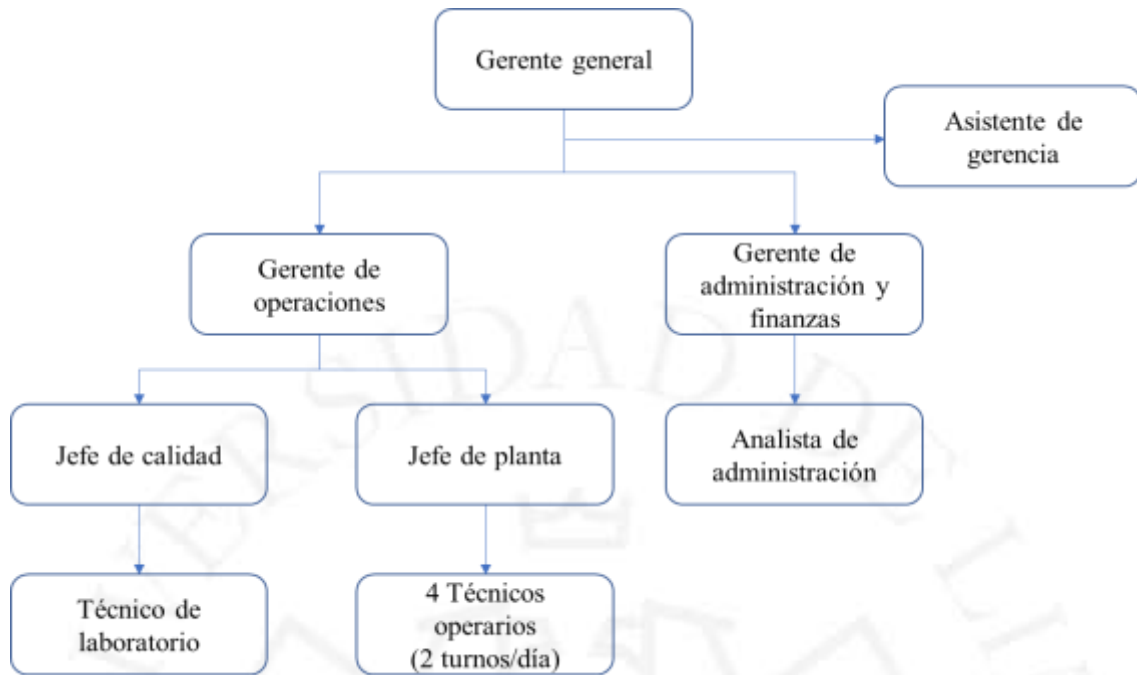 Gerente general
Asistente de
gerencia
Gerente de
operaciones
Gerente de
administración y
finanzas
Jefe de calidad
Jefe de planta
Analista de
administración
Técnico de
laboratorio
4 Técnicos
operarios
(2 turnos/día)